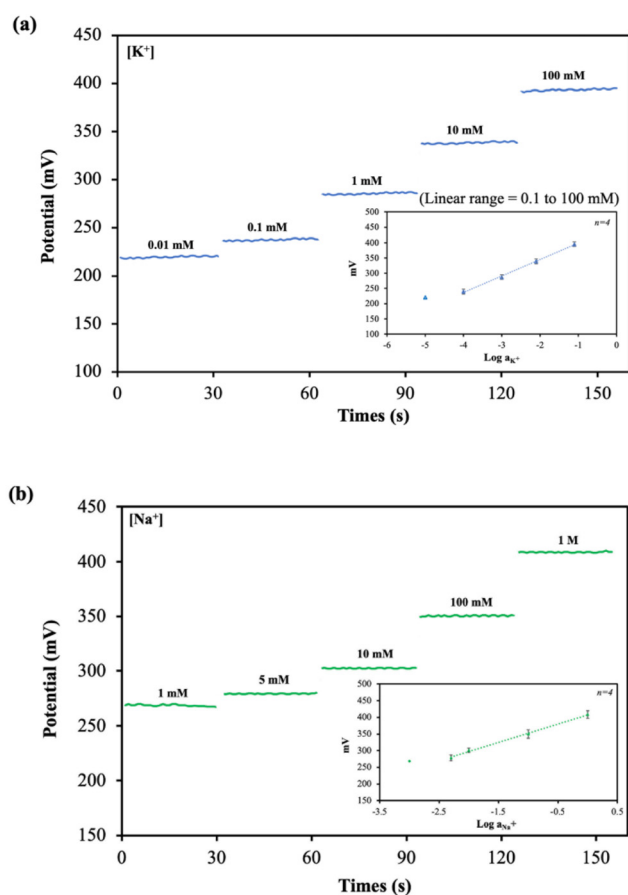 (a)
[K⁺]
Potential (mV)
450
400
350
300
250
200
150
100
0.01 mM
0.1 mM
1 mM
10 mM
100 mM
(Linear range = 0.1 to 100 mM)
n=4
mV
500
450
400
350
300
250
200
150
100
-6 -5 -4 -3 -2 -1 0
Log aK⁺
0 30 60 90 120 150
Times (s)
(b)
[Na⁺]
Potential (mV)
450
400
350
300
250
200
150
1 mM
5 mM
10 mM
100 mM
1 M
n=4
mV
500
450
400
350
300
250
200
150
-3.5 -2.5 -1.5 -0.5 0.5
Log aNa⁺
0 30 60 90 120 150
Times (s)